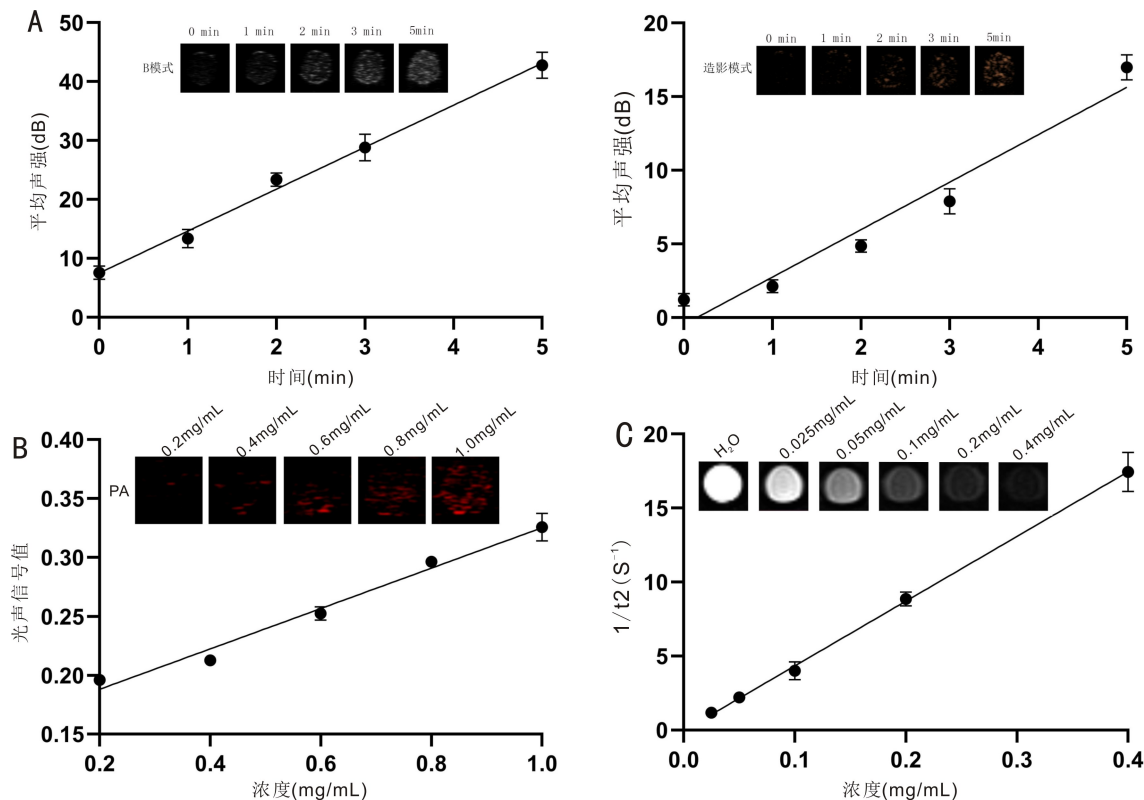 A
50
40
30
20
10
0
平均声强(dB)
0 min 1 min 2 min 3 min 5min
B模式
0 1 2 3 4 5
时间(min)
20
15
10
5
0
平均声强(dB)
0 min 1 min 2 min 3 min 5min
造影模式
0 1 2 3 4 5
时间(min)
B
0.40
0.35
0.30
0.25
0.20
0.15
光声信号值
0.2mg/mL 0.4mg/mL 0.6mg/mL 0.8mg/mL 1.0mg/mL
PA
0.2 0.4 0.6 0.8 1.0
浓度(mg/mL)
C
20
15
10
5
0
1/t2(S⁻¹)
H₂O 0.025mg/mL 0.05mg/mL 0.1mg/mL 0.2mg/mL 0.4mg/mL
0.0 0.1 0.2 0.3 0.4
浓度(mg/mL)